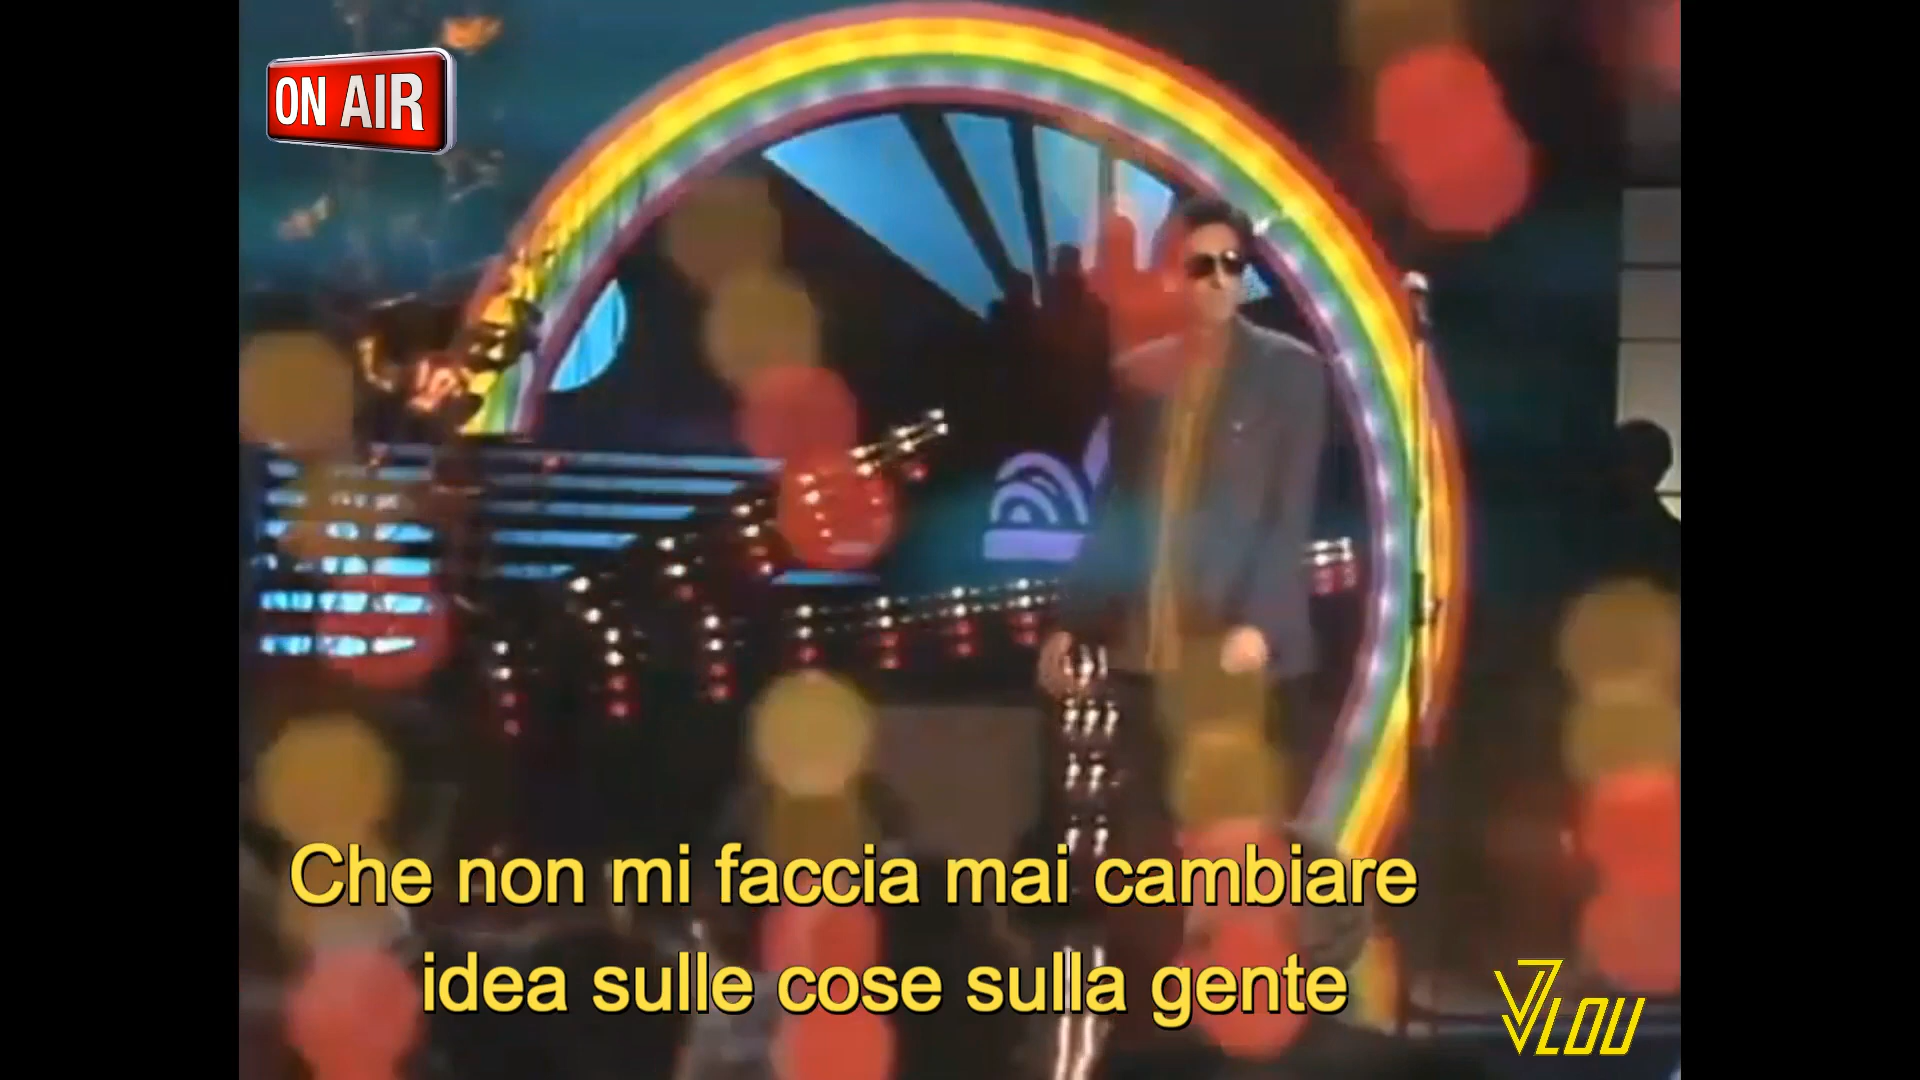 ON AIR
Che non mi faccia mai cambiare
idea sulle cose sulla gente
VLOU